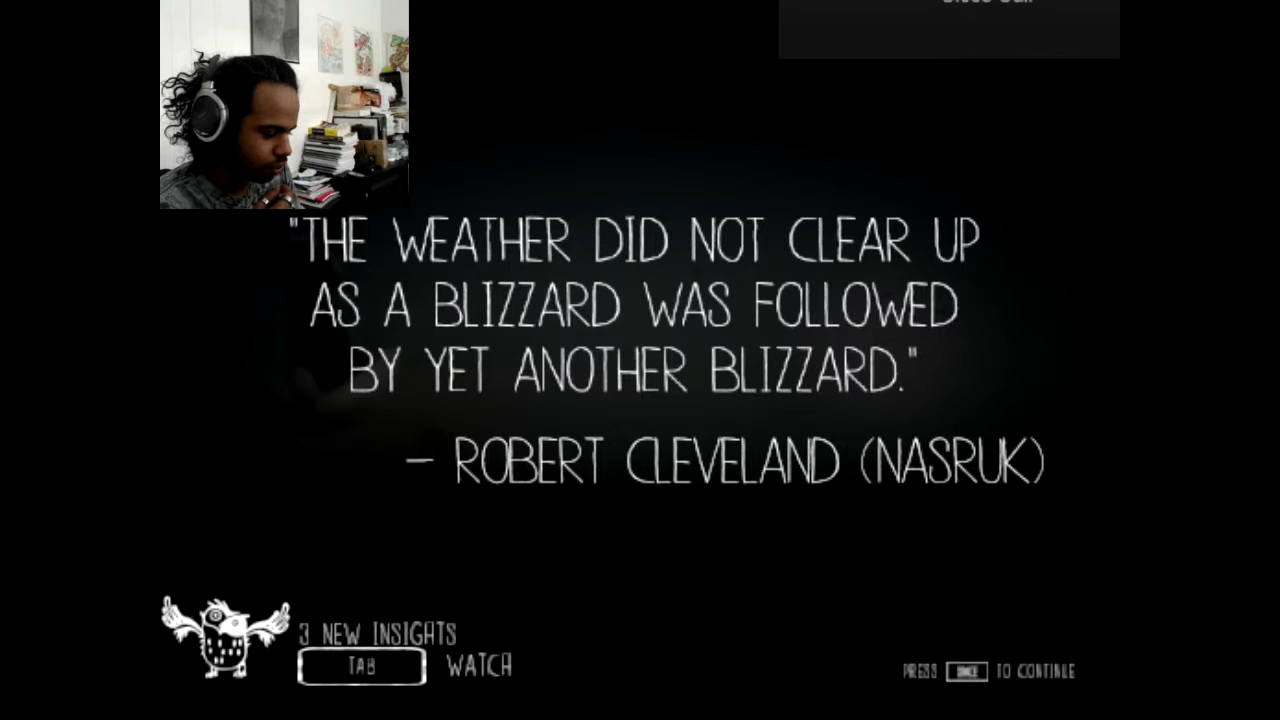 "THE WEATHER DID NOT CLEAR UP
AS A BLIZZARD WAS FOLLOWED
BY YET ANOTHER BLIZZARD."
– ROBERT CLEVELAND (NASRUK)
3 NEW INSIGHTS
TAB WATCH
PRESS SPACE TO CONTINUE